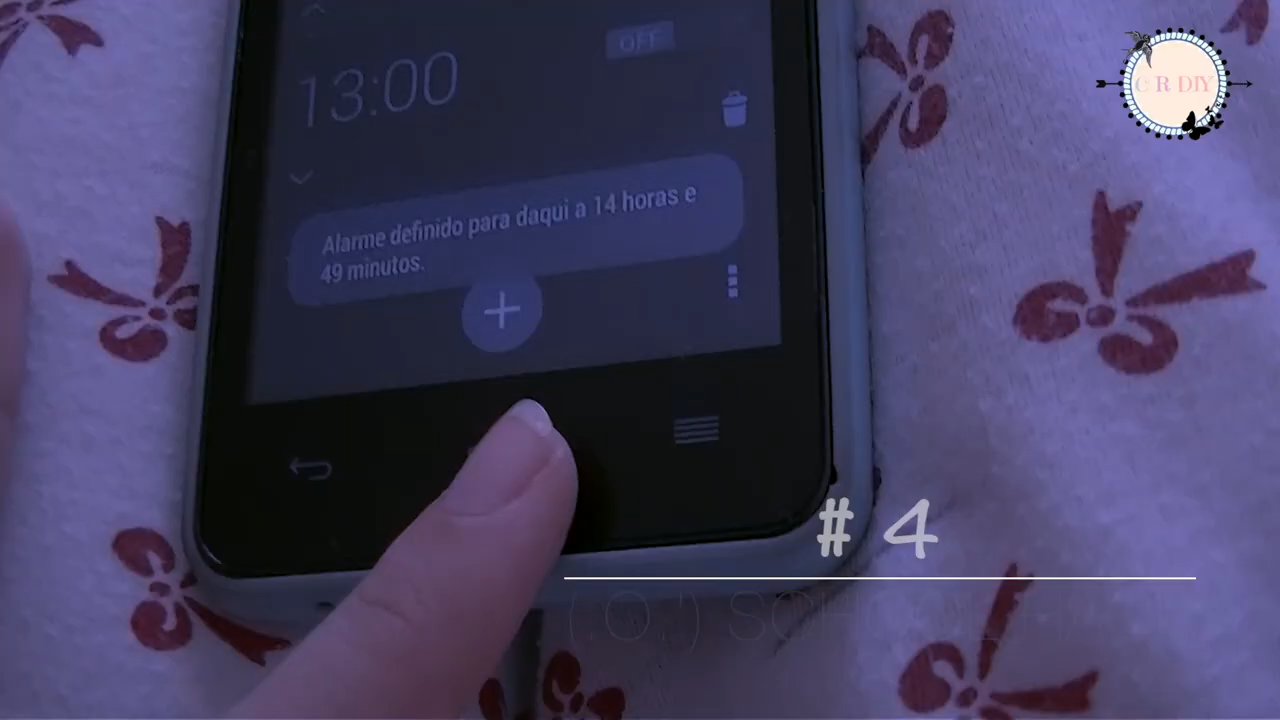 OFF
13:00
C R DIY
Alarme definido para daqui a 14 horas e
49 minutos.
# 4